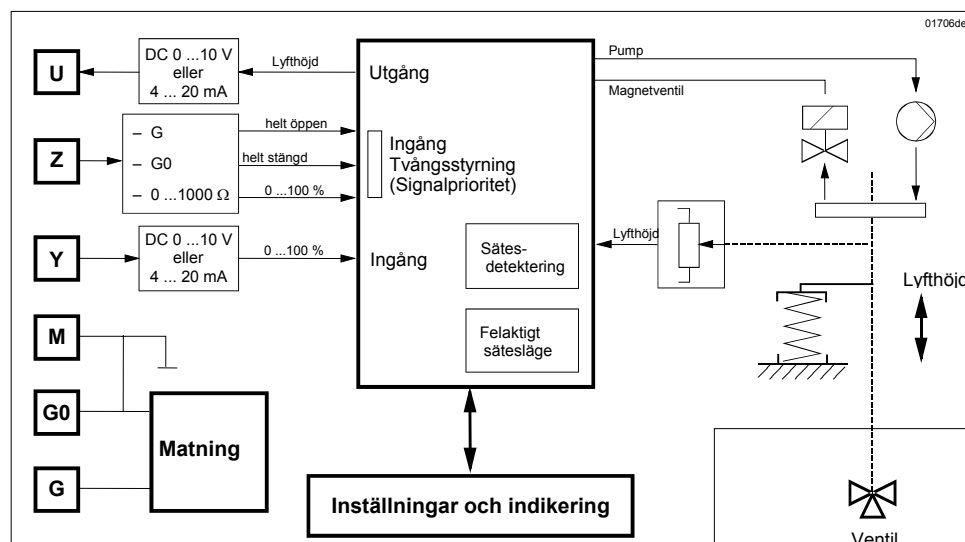 01706de
U
DC 0 ...10 V
eller
4 ... 20 mA
Lyfthöjd
Utgång
Pump
Magnetventil
Z
– G
– G0
– 0 ...1000 Ω
helt öppen
helt stängd
0 ...100 %
Ingång
Tvångsstyrning
(Signalprioritet)
Y
DC 0 ...10 V
eller
4 ... 20 mA
0 ...100 %
Ingång
Sätes-
detektering
Lyfthöjd
Lyfthöjd
Felaktigt
sätesläge
M
G0
G
Matning
Inställningar och indikering
Ventil